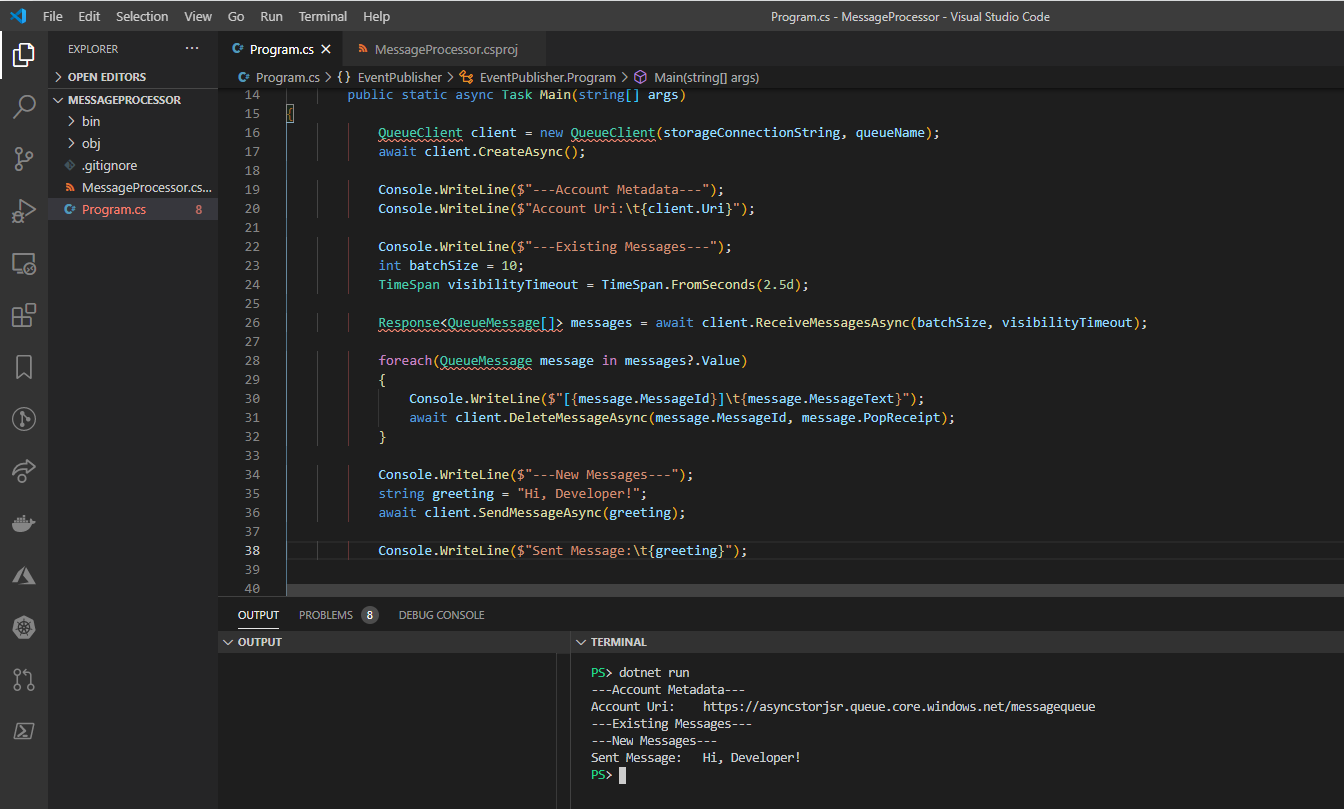 File Edit Selection View Go Run Terminal Help
Program.cs - MessageProcessor - Visual Studio Code
EXPLORER ···
OPEN EDITORS
MESSAGEPROCESSOR
bin
obj
.gitignore
MessageProcessor.cs...
Program.cs 8
Program.cs MessageProcessor.csproj
Program.cs > {} EventPublisher > EventPublisher.Program > Main(string[] args)
14 public static async Task Main(string[] args)
15 {
16 QueueClient client = new QueueClient(storageConnectionString, queueName);
17 await client.CreateAsync();
18
19 Console.WriteLine($"---Account Metadata---");
20 Console.WriteLine($"Account Uri:\t{client.Uri}");
21
22 Console.WriteLine($"---Existing Messages---");
23 int batchSize = 10;
24 TimeSpan visibilityTimeout = TimeSpan.FromSeconds(2.5d);
25
26 Response<QueueMessage[]> messages = await client.ReceiveMessagesAsync(batchSize, visibilityTimeout);
27
28 foreach(QueueMessage message in messages?.Value)
29 {
30 Console.WriteLine($"[{message.MessageId}]\t{message.MessageText}");
31 await client.DeleteMessageAsync(message.MessageId, message.PopReceipt);
32 }
33
34 Console.WriteLine($"---New Messages---");
35 string greeting = "Hi, Developer!";
36 await client.SendMessageAsync(greeting);
37
38 Console.WriteLine($"Sent Message:\t{greeting}");
39
40
OUTPUT PROBLEMS 8 DEBUG CONSOLE
OUTPUT
TERMINAL
PS> dotnet run
---Account Metadata---
Account Uri: https://asyncstorjsr.queue.core.windows.net/messagequeue
---Existing Messages---
---New Messages---
Sent Message: Hi, Developer!
PS>